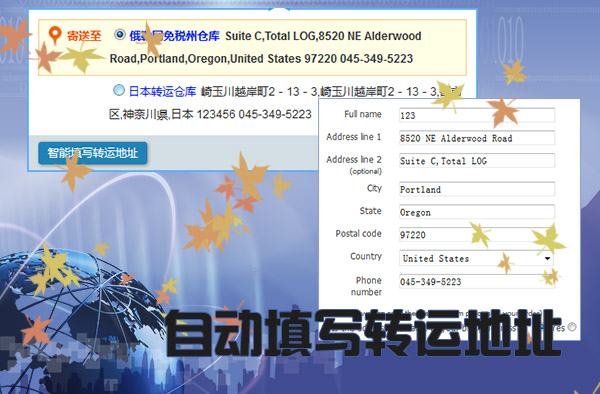 寄送至 俄勒冈免税州仓库 Suite C,Total LOG,8520 NE Alderwood
Road,Portland,Oregon,United States 97220 045-349-5223
日本转运仓库 崎玉川越岸町2－13－3,崎玉川越岸町2－13－3,
区,神奈川県,日本 123456 045-349-5223
智能填写转运地址
Full name 123
Address line 1 8520 NE Alderwood Road
Address line 2 Suite C,Total LOG
(optional)
City Portland
State Oregon
Postal code 97220
Country United States
Phone 045-349-5223
number
自动填写转运地址